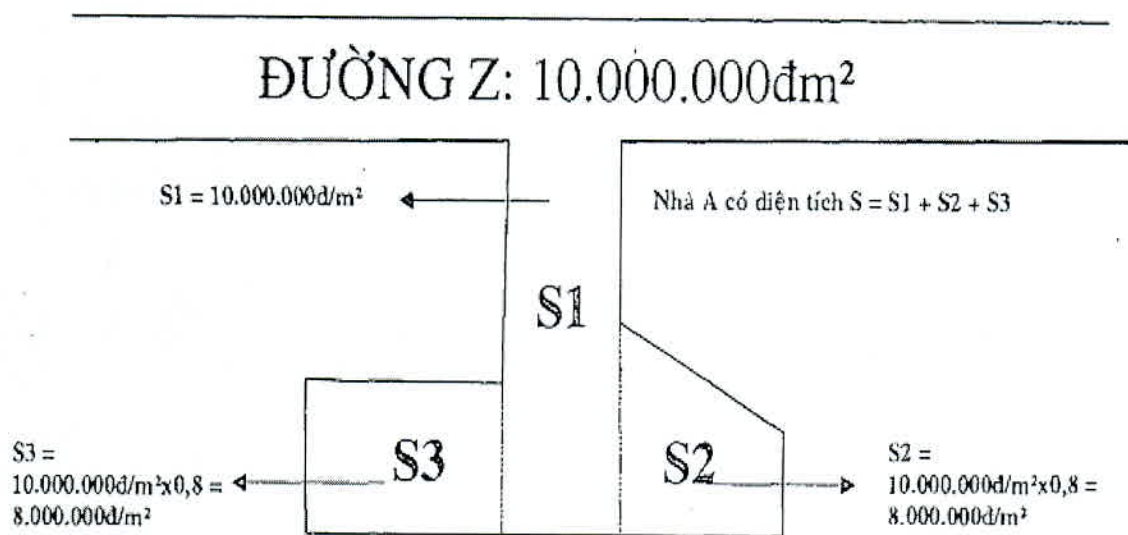 ĐƯỜNG Z: 10.000.000đm²
S1 = 10.000.000đ/m²
Nhà A có diện tích S = S1 + S2 + S3
S1
S3
S2
S3 =
10.000.000đ/m²x0,8 =
8.000.000đ/m²
S2 =
10.000.000đ/m²x0,8 =
8.000.000đ/m²